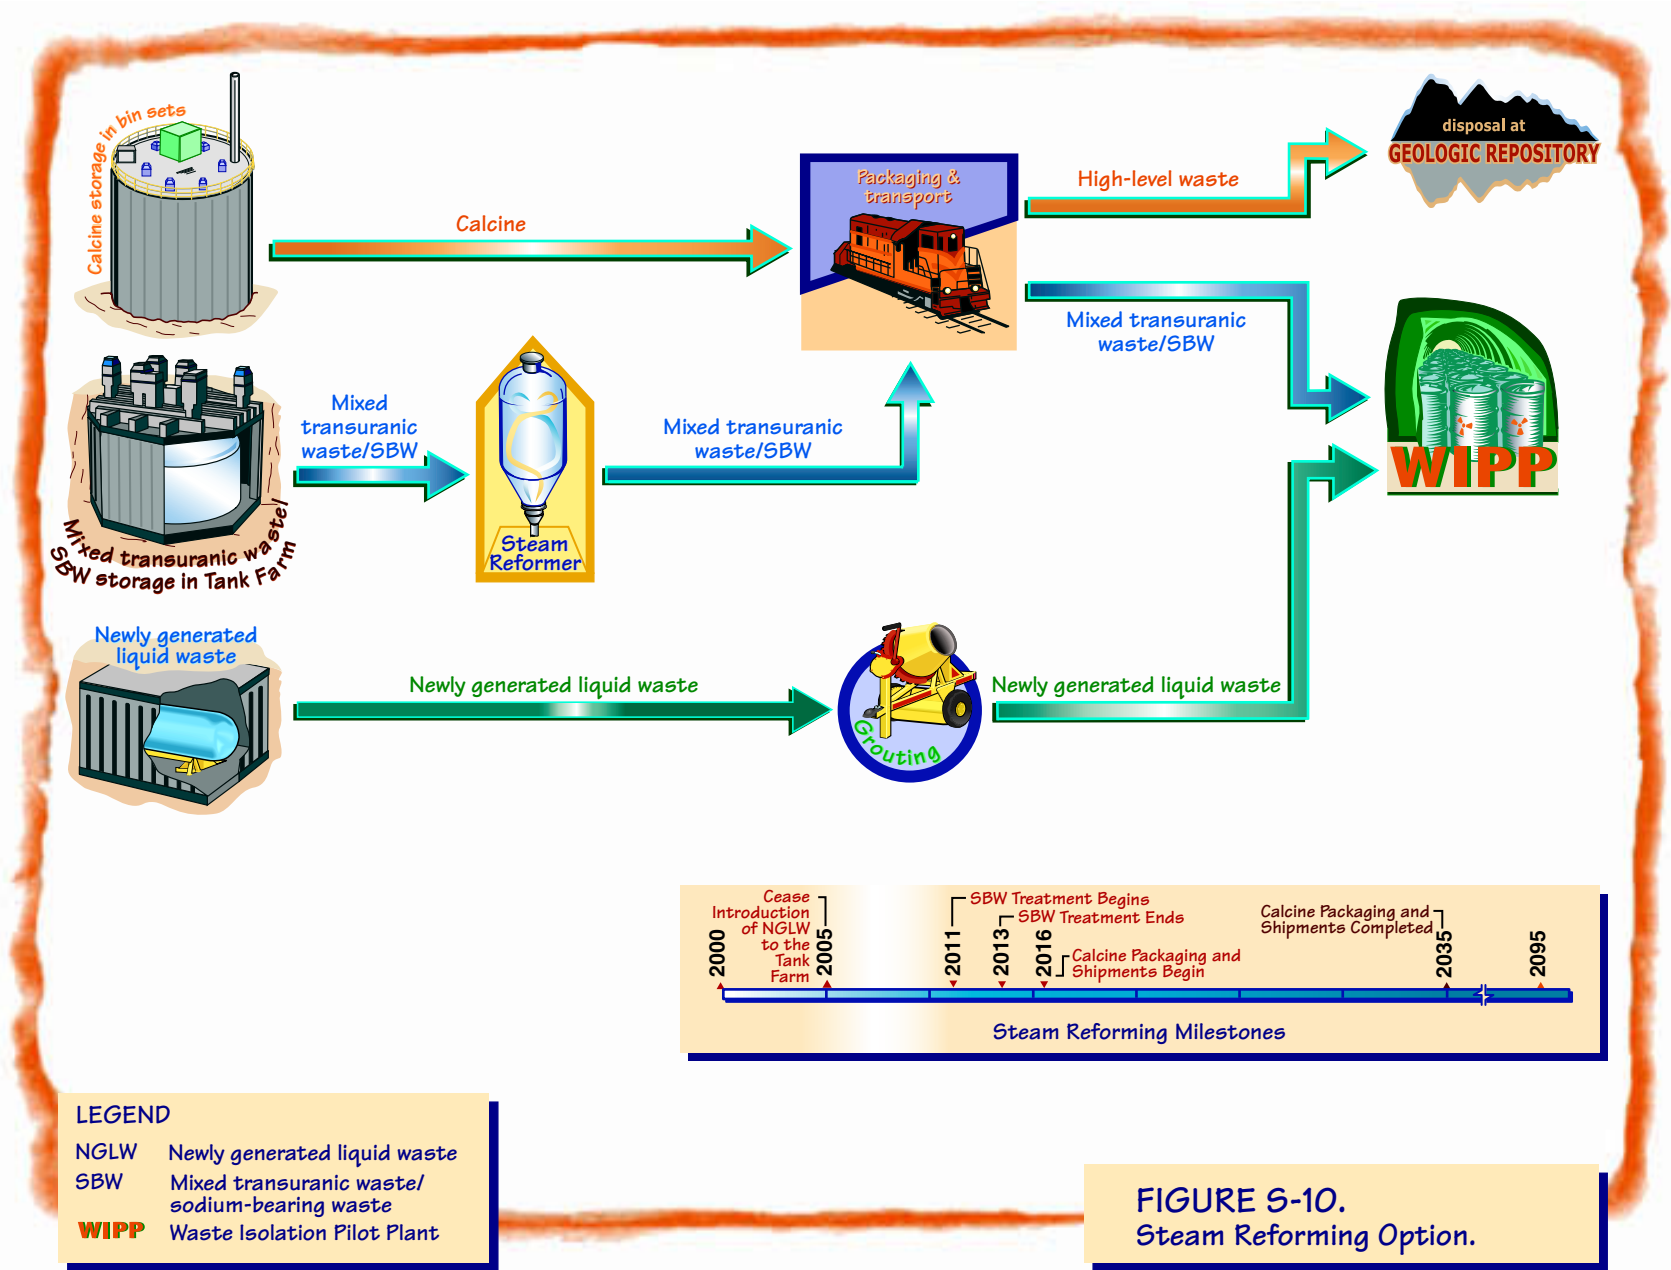 Calcine storage in bin sets
Calcine
Packaging &
transport
High-level waste
disposal at
GEOLOGIC REPOSITORY
Mixed transuranic
waste/SBW
WIPP
Mixed
transuranic
waste/SBW
Steam
Reformer
Mixed transuranic
waste/SBW
Mixed transuranic waste/
SBW storage in Tank Farm
Newly generated
liquid waste
Newly generated liquid waste
Grouting
Newly generated liquid waste
2000
Cease
Introduction
of NGLW
to the
Tank
Farm
2005
2011
SBW Treatment Begins
2013
SBW Treatment Ends
2016
Calcine Packaging and
Shipments Begin
Calcine Packaging and
Shipments Completed
2035
2095
Steam Reforming Milestones
LEGEND
NGLW Newly generated liquid waste
SBW Mixed transuranic waste/
sodium-bearing waste
WIPP Waste Isolation Pilot Plant
FIGURE S-10.
Steam Reforming Option.